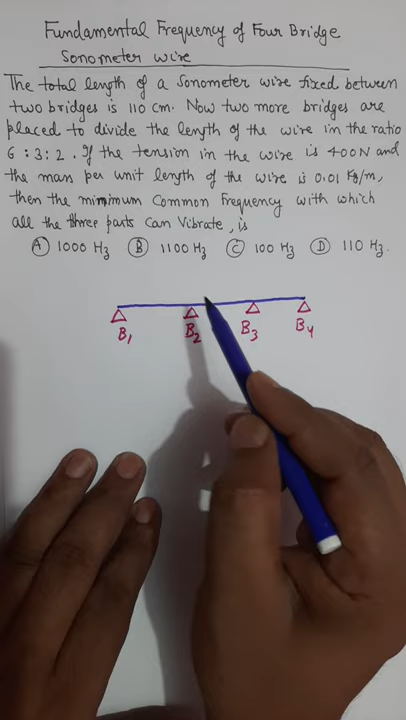 Fundamental Frequency of Four Bridge
Sonometer wire
The total length of a Sonometer wire fixed between
two bridges is 110 cm. Now two more bridges are
placed to divide the length of the wire in the ratio
6 : 3 : 2. If the tension in the wire is 400N and
the mass per unit length of the wire is 0.01 Kg/m,
then the minimum Common Frequency with which
all the three parts Can Vibrate, is
(A) 1000 Hz (B) 1100 Hz (C) 100 Hz (D) 110 Hz.
B1 B2 B3 B4